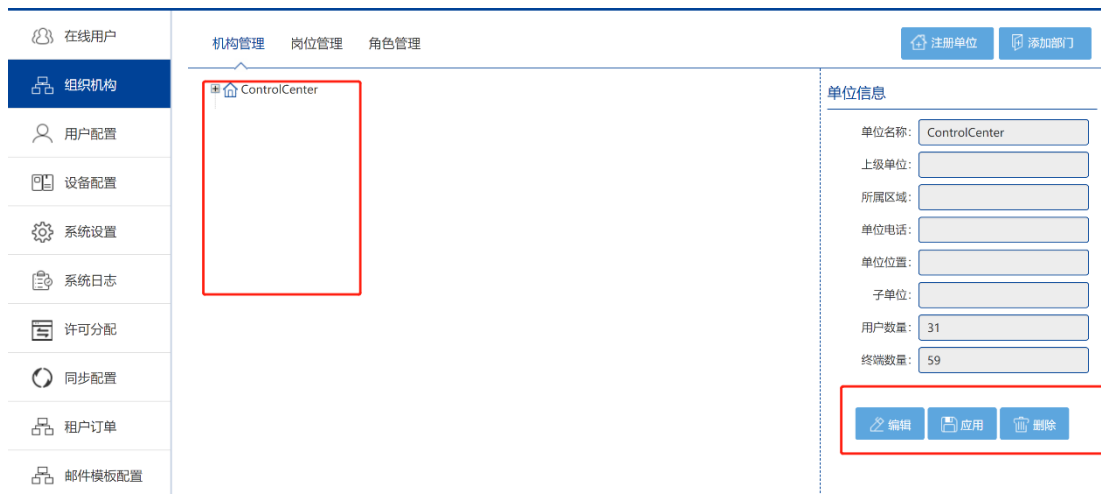 在线用户
组织机构
用户配置
设备配置
系统设置
系统日志
许可分配
同步配置
租户订单
邮件模板配置
机构管理 岗位管理 角色管理
注册单位 添加部门
ControlCenter
单位信息
单位名称: ControlCenter
上级单位:
所属区域:
单位电话:
单位位置:
子单位:
用户数量: 31
终端数量: 59
编辑 应用 删除